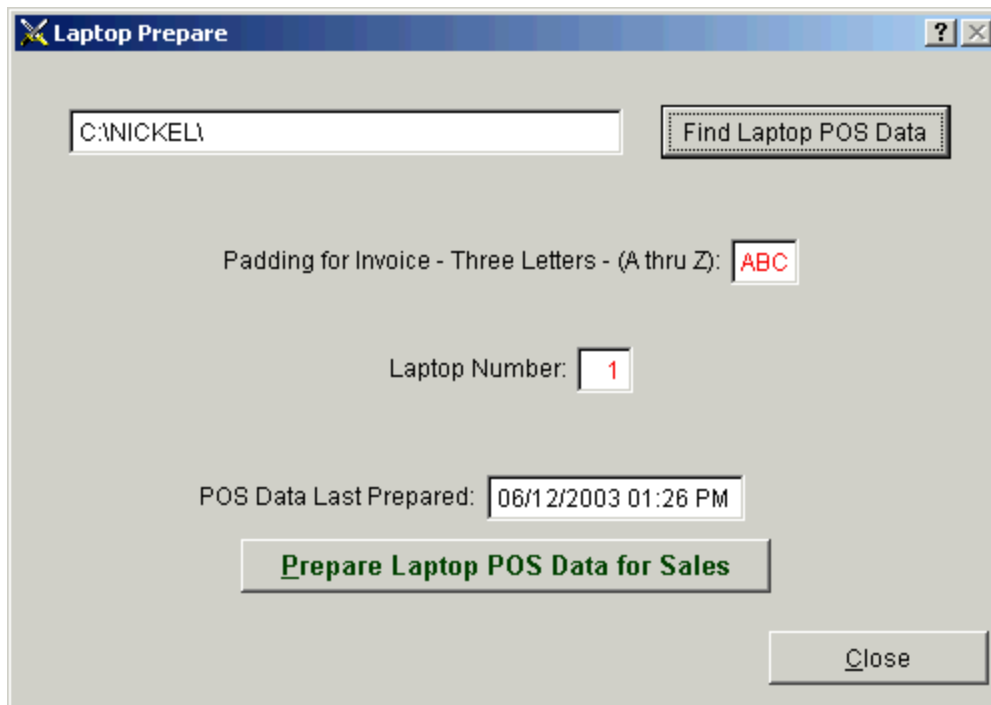 Laptop Prepare ?
C:\NICKEL\ Find Laptop POS Data
Padding for Invoice - Three Letters - (A thru Z): ABC
Laptop Number: 1
POS Data Last Prepared: 06/12/2003 01:26 PM
Prepare Laptop POS Data for Sales
Close